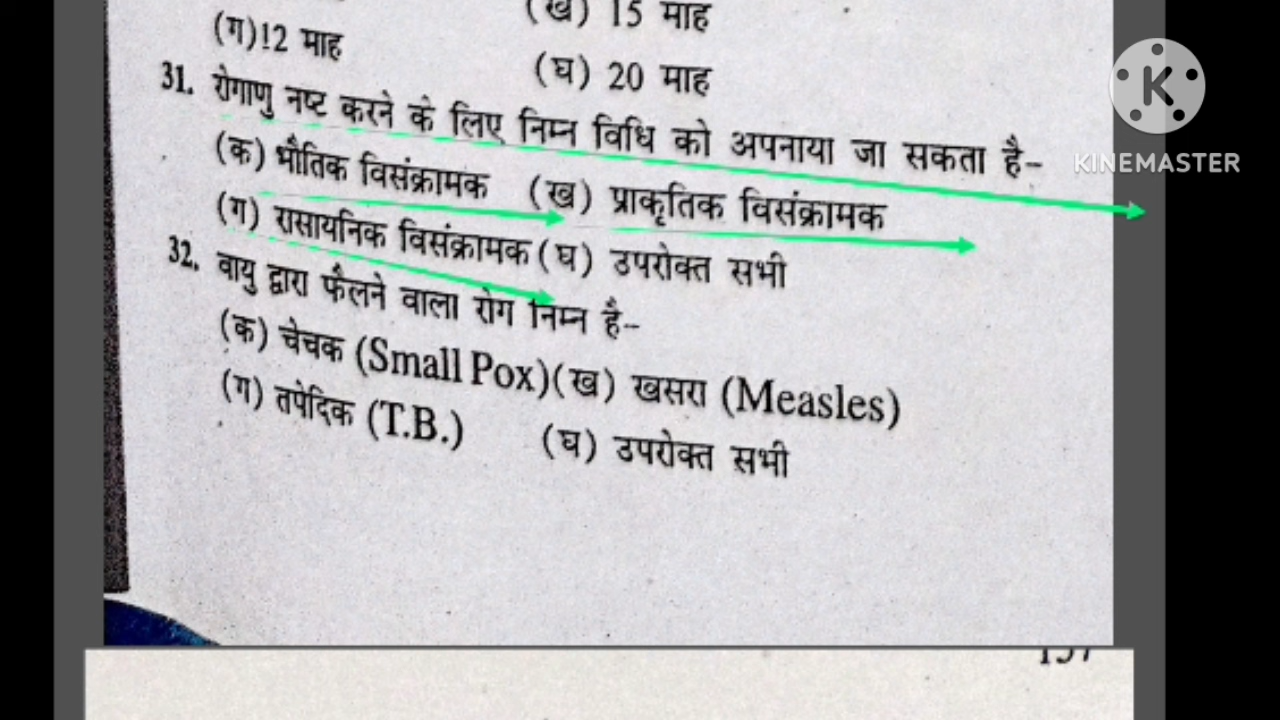 (ख) 15 माह
(ग)!2 माह
(घ) 20 माह
31. रोगाणु नष्ट करने के लिए निम्न विधि को अपनाया जा सकता है-
(क) भौतिक विसंक्रामक (ख) प्राकृतिक विसंक्रामक
(ग) रासायनिक विसंक्रामक (घ) उपरोक्त सभी
32. वायु द्वारा फैलने वाला रोग निम्न है-
(क) चेचक (Small Pox)(ख) खसरा (Measles)
(ग) तपेदिक (T.B.) (घ) उपरोक्त सभी
K
KINEMASTER